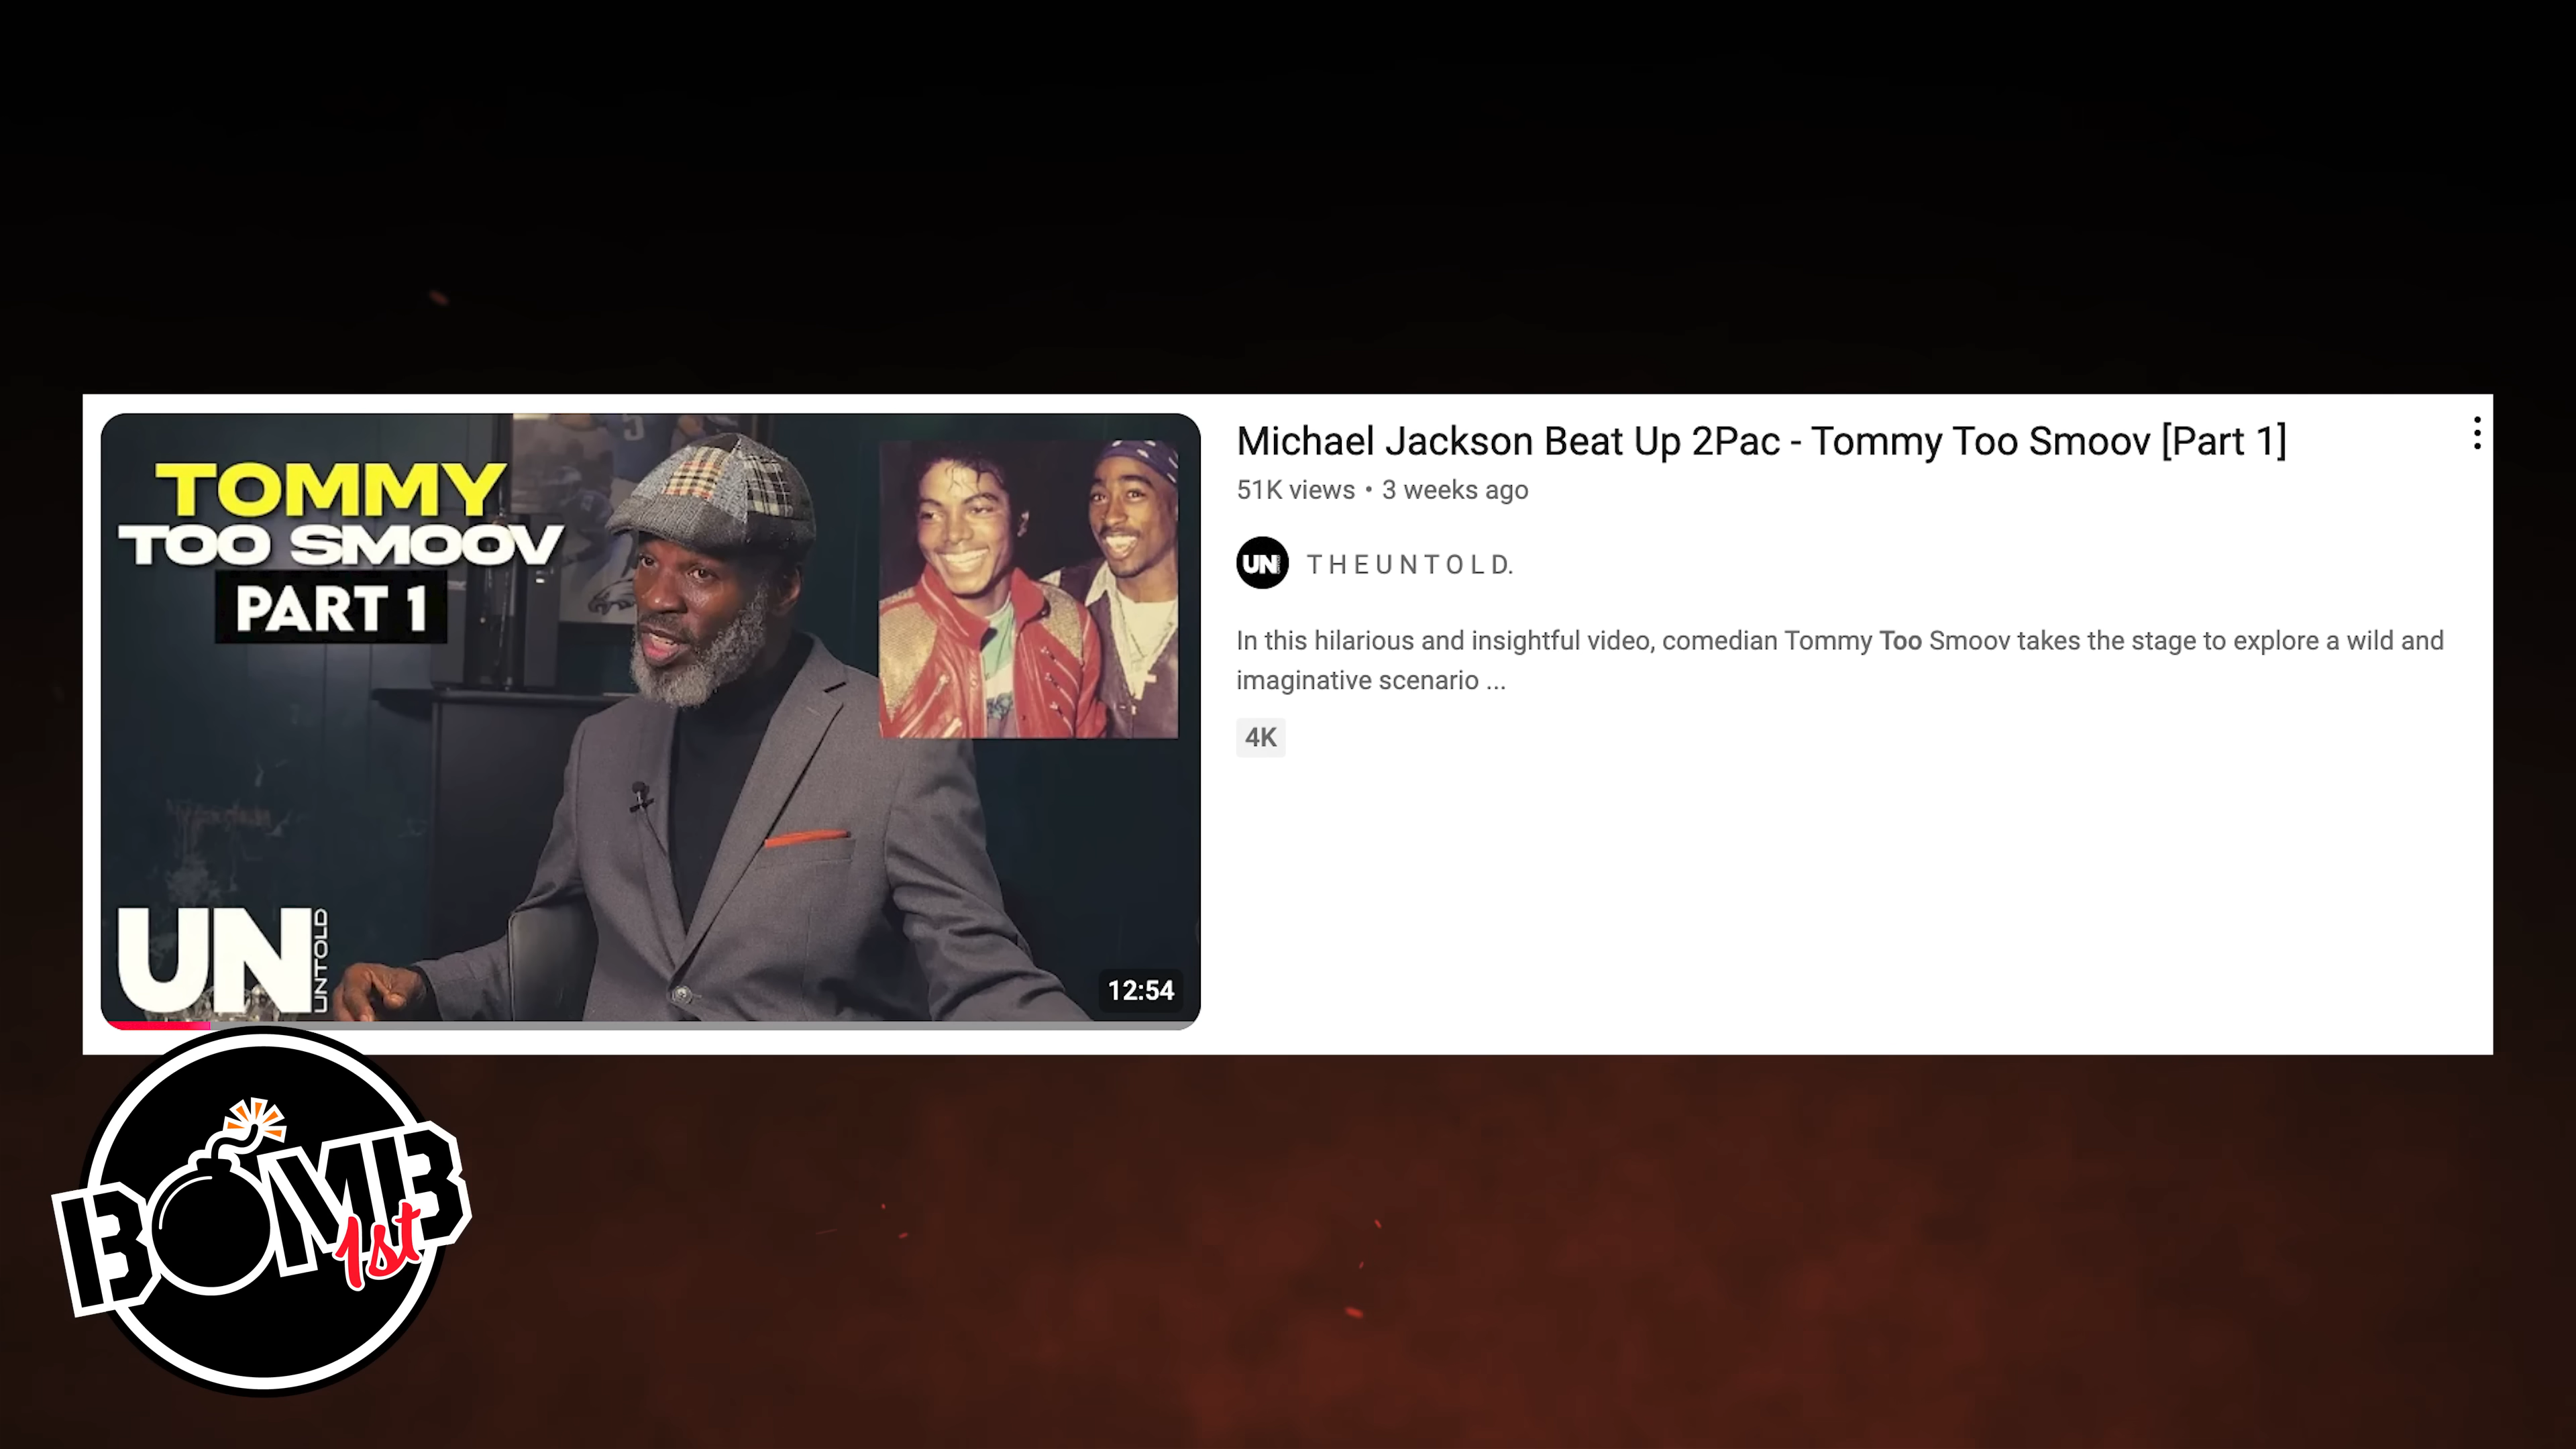 TOMMY
TOO SMOOV
PART 1
UN
UNTOLD
12:54
Michael Jackson Beat Up 2Pac - Tommy Too Smoov [Part 1]
51K views • 3 weeks ago
UN
THEUNTOLD.
In this hilarious and insightful video, comedian Tommy Too Smoov takes the stage to explore a wild and
imaginative scenario ...
4K
BOMB
1st